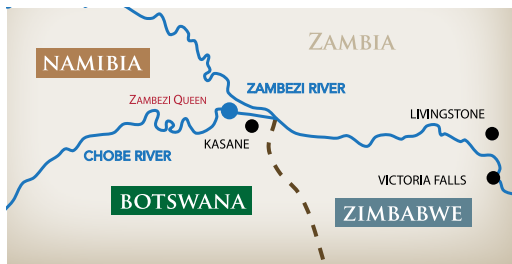 ZAMBIA
NAMIBIA
ZAMBEZI RIVER
ZAMBEZI QUEEN
LIVINGSTONE
KASANE
CHOBE RIVER
VICTORIA FALLS
BOTSWANA
ZIMBABWE